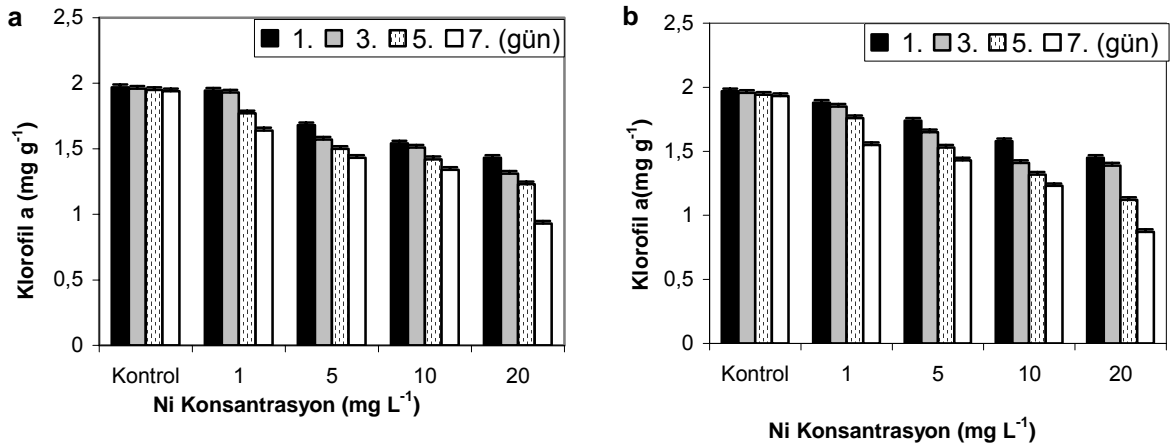 a
2,5
2
1,5
1
0,5
0
Klorofil a (mg g-1)
1. 3. 5. 7. (gün)
Kontrol 1 5 10 20
Ni Konsantrasyon (mg L-1)
b
2.5
2
1.5
1
0.5
0
Klorofil a(mg g-1)
1. 3. 5. 7. (gün)
Kontrol 1 5 10 20
Ni Konsantrasyon (mg L-1)